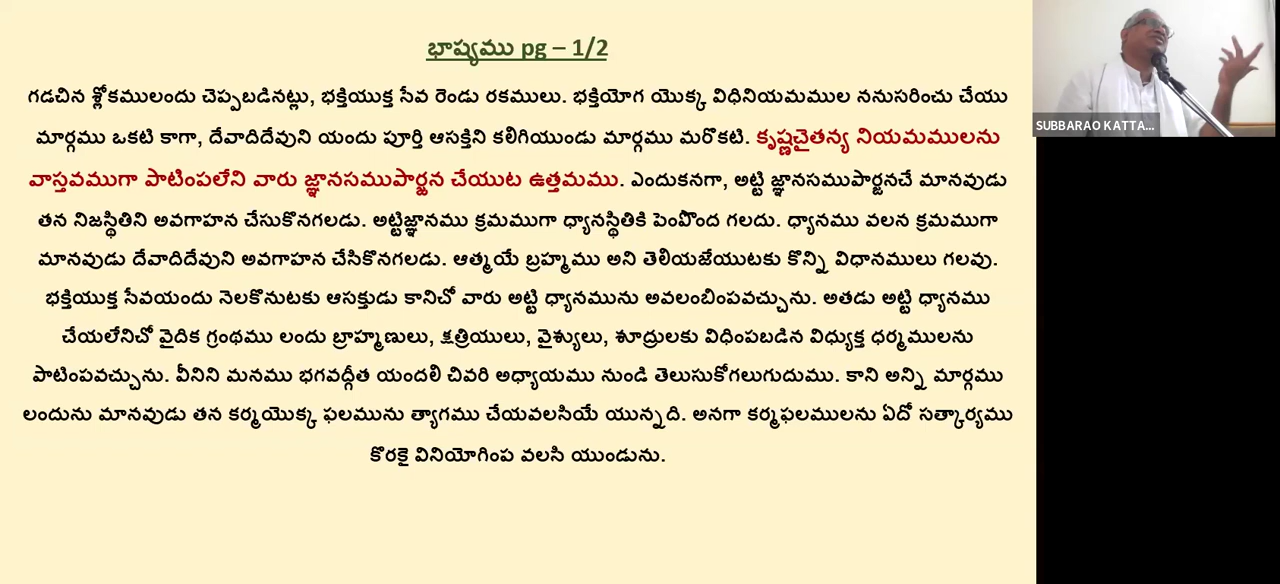 భాష్యము pg – 1/2
గడచిన శ్లోకములందు చెప్పబడినట్లు, భక్తియుక్త సేవ రెండు రకములు. భక్తియోగ యొక్క విధినియమముల ననుసరించు చేయు
మార్గము ఒకటి కాగా, దేవాదిదేవుని యందు పూర్తి ఆసక్తిని కలిగియుండు మార్గము మరొకటి. కృష్ణచైతన్య నియమములను
వాస్తవముగా పాటింపలేని వారు జ్ఞానసముపార్జన చేయుట ఉత్తమము. ఎందుకనగా, అట్టి జ్ఞానసముపార్జనచే మానవుడు
తన నిజస్థితిని అవగాహన చేసుకొనగలడు. అట్టిజ్ఞానము క్రమముగా ధ్యానస్థితికి పెంపొంద గలదు. ధ్యానము వలన క్రమముగా
మానవుడు దేవాదిదేవుని అవగాహన చేసికొనగలడు. ఆత్మయే బ్రహ్మము అని తెలియజేయుటకు కొన్ని విధానములు గలవు.
భక్తియుక్త సేవయందు నెలకొనుటకు ఆసక్తుడు కానిచో వారు అట్టి ధ్యానమును అవలంబింపవచ్చును. అతడు అట్టి ధ్యానము
చేయలేనిచో వైదిక గ్రంథము లందు బ్రాహ్మణులు, క్షత్రియులు, వైశ్యులు, శూద్రులకు విధింపబడిన విధ్యుక్త ధర్మములను
పాటింపవచ్చును. వీనిని మనము భగవద్గీత యందలి చివరి అధ్యాయము నుండి తెలుసుకోగలుగుదుము. కాని అన్ని మార్గము
లందును మానవుడు తన కర్మయొక్క ఫలమును త్యాగము చేయవలసియే యున్నది. అనగా కర్మఫలములను ఏదో సత్కార్యము
కొరకై వినియోగింప వలసి యుండును.
SUBBARAO KATTA...